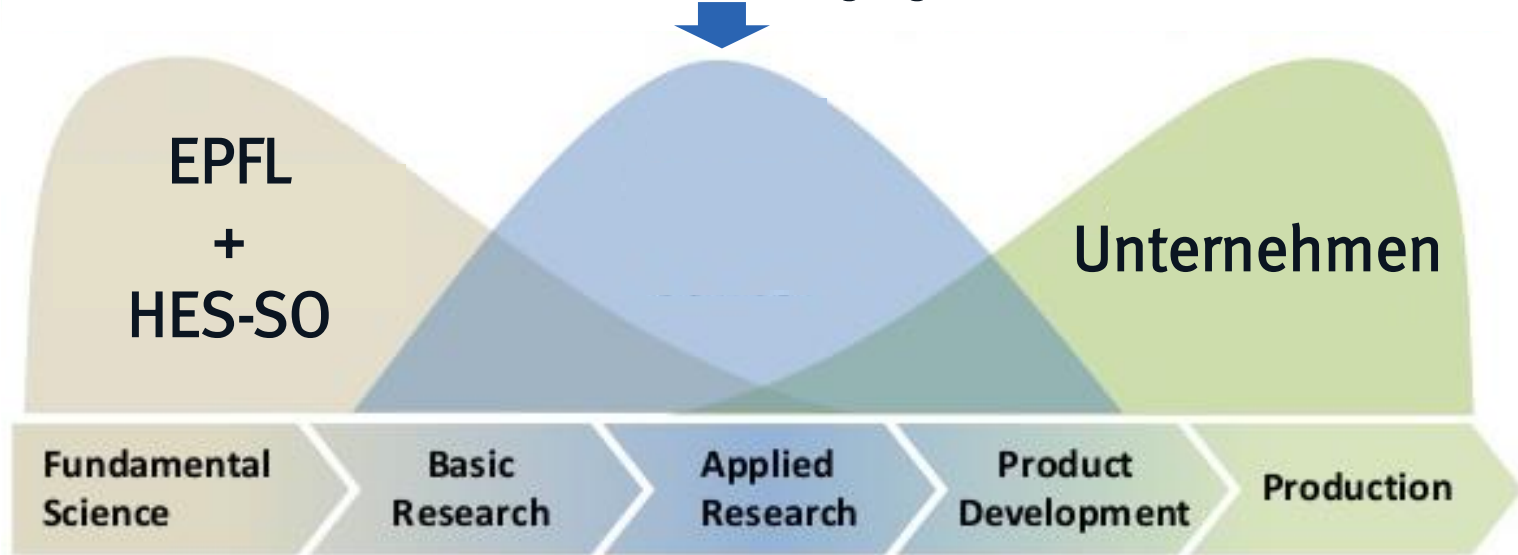 EPFL
+
HES-SO
Unternehmen
Fundamental
Science
Basic
Research
Applied
Research
Product
Development
Production